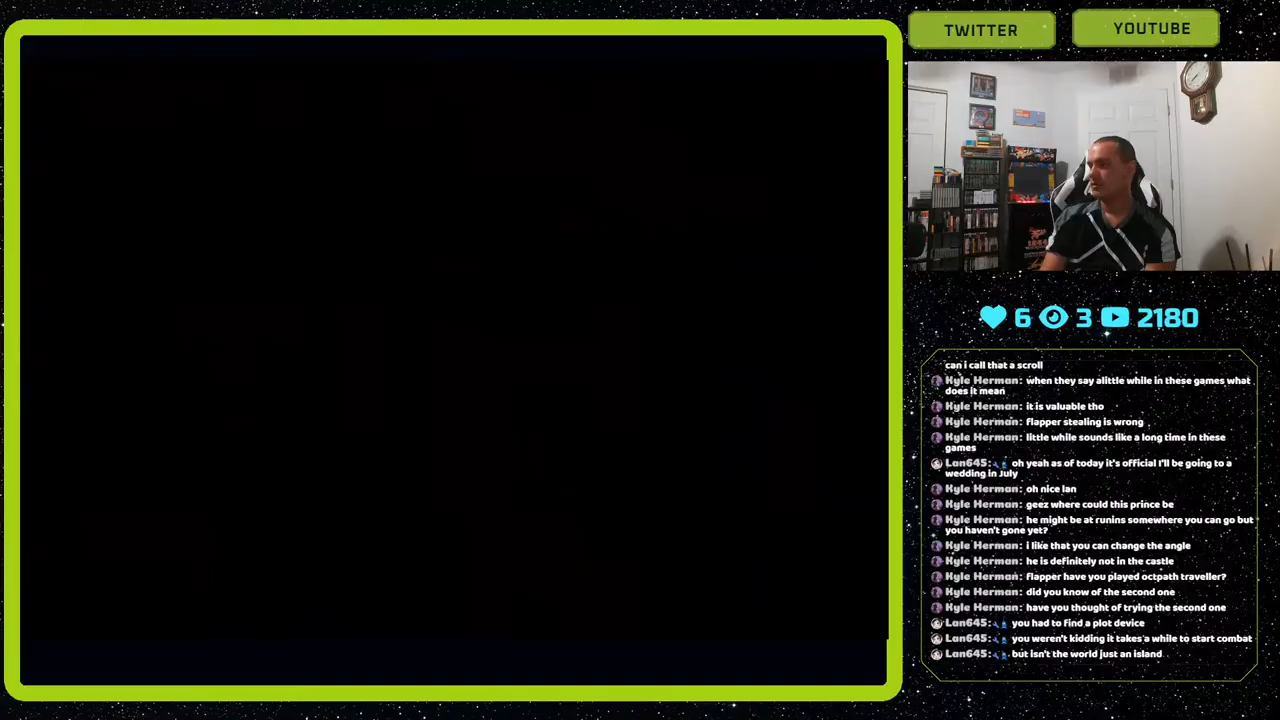 TWITTER
YOUTUBE
6 3 2180
can i call that a scroll
Kyle Herman: when they say alittle while in these games what
does it mean
Kyle Herman: it is valuable tho
Kyle Herman: flapper stealing is wrong
Kyle Herman: little while sounds like a long time in these
games
Lan645: oh yeah as of today it's official I'll be going to a
wedding in July
Kyle Herman: oh nice lan
Kyle Herman: geez where could this prince be
Kyle Herman: he might be at runins somewhere you can go but
you haven't gone yet?
Kyle Herman: i like that you can change the angle
Kyle Herman: he is definitely not in the castle
Kyle Herman: flapper have you played octpath traveller?
Kyle Herman: did you know of the second one
Kyle Herman: have you thought of trying the second one
Lan645: you had to find a plot device
Lan645: you weren't kidding it takes a while to start combat
Lan645: but isn't the world just an island